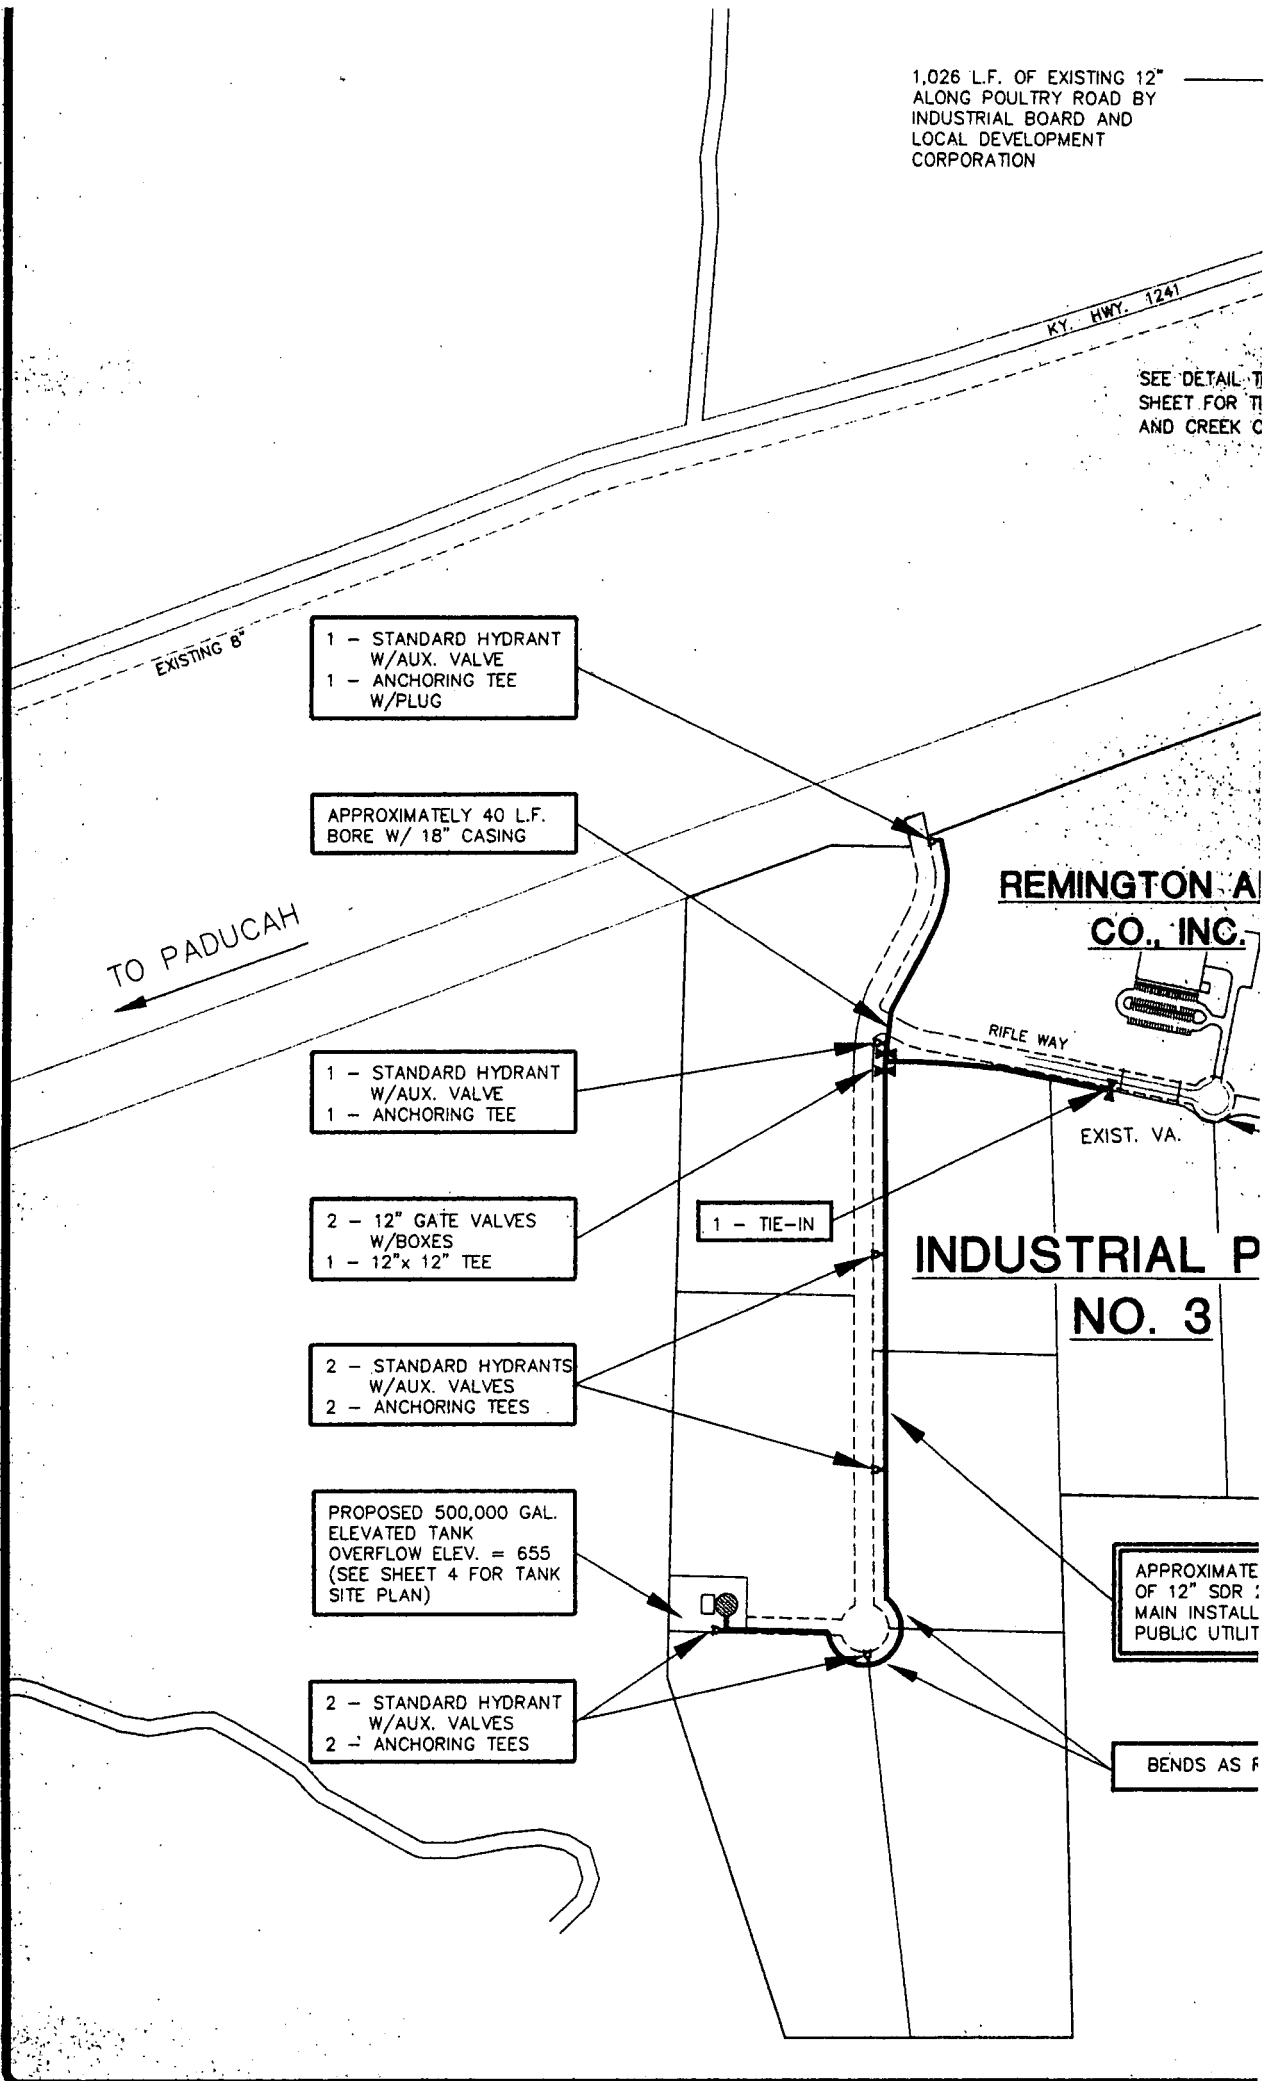 1,026 L.F. OF EXISTING 12"
ALONG POULTRY ROAD BY
INDUSTRIAL BOARD AND
LOCAL DEVELOPMENT
CORPORATION
KY. HWY. 1241
SEE DETAIL
SHEET FOR
AND CREEK
EXISTING 8"
1 - STANDARD HYDRANT
W/AUX. VALVE
1 - ANCHORING TEE
W/PLUG
APPROXIMATELY 40 L.F.
BORE W/ 18" CASING
REMINGTON
CO., INC.
TO PADUCAH
RIFLE WAY
1 - STANDARD HYDRANT
W/AUX. VALVE
1 - ANCHORING TEE
EXIST. VA.
2 - 12" GATE VALVES
W/BOXES
1 - 12"x 12" TEE
1 - TIE-IN
INDUSTRIAL P
NO. 3
2 - STANDARD HYDRANTS
W/AUX. VALVES
2 - ANCHORING TEES
PROPOSED 500,000 GAL.
ELEVATED TANK
OVERFLOW ELEV. = 655
(SEE SHEET 4 FOR TANK
SITE PLAN)
APPROXIMATE
OF 12" SDR
MAIN INSTALL
PUBLIC UTILIT
2 - STANDARD HYDRANT
W/AUX. VALVES
2 - ANCHORING TEES
BENDS AS